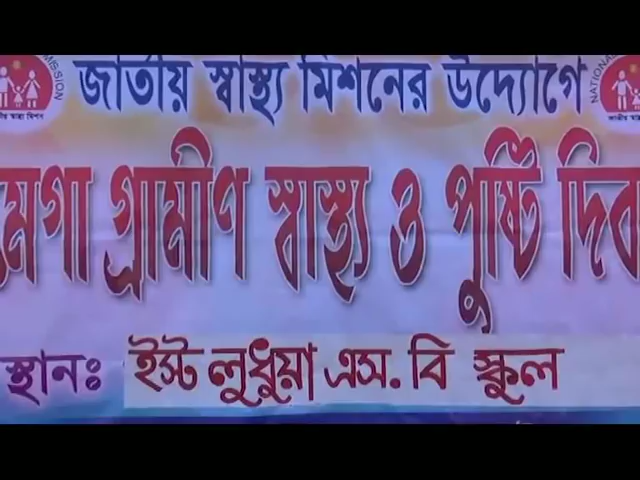 জাতীয় স্বাস্থ্য মিশনের উদ্যোগে
মেগা গ্রামীণ স্বাস্থ্য ও পুষ্টি দিব
স্থান: ইস্ট লুধুয়া এস. বি স্কুল